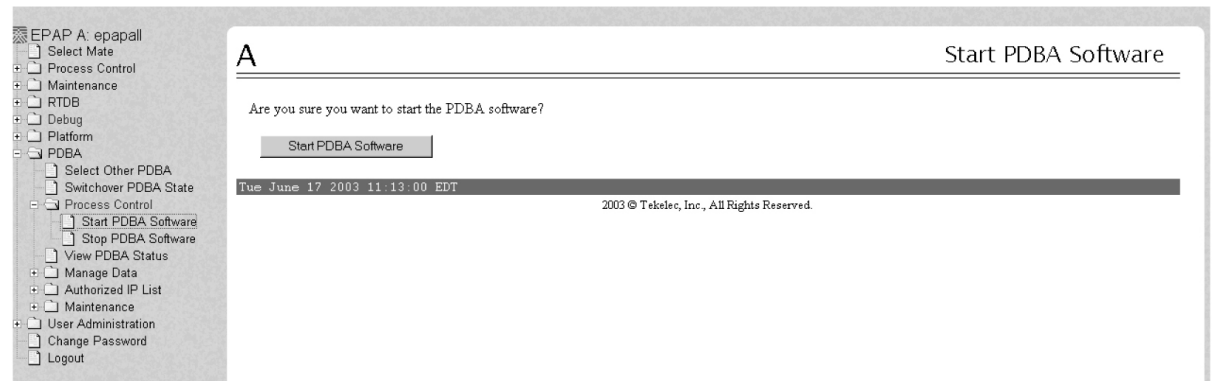 EPAP A: epapall
Select Mate
Process Control
Maintenance
RTDB
Debug
Platform
PDBA
Select Other PDBA
Switchover PDBA State
Process Control
Start PDBA Software
Stop PDBA Software
View PDBA Status
Manage Data
Authorized IP List
Maintenance
User Administration
Change Password
Logout
A
Start PDBA Software
Are you sure you want to start the PDBA software?
Start PDBA Software
Tue June 17 2003 11:13:00 EDT
2003 © Tekelec, Inc., All Rights Reserved.